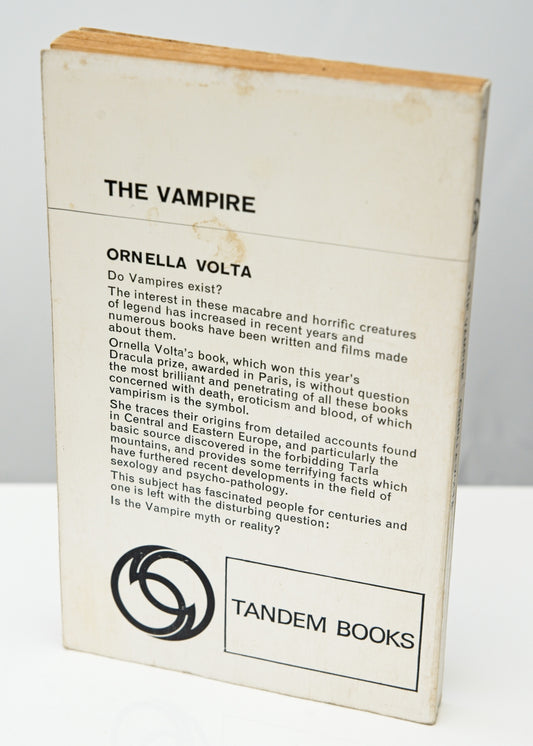 THE VAMPIRE
ORNELLA VOLTA
Do Vampires exist?
The interest in these macabre and horrific creatures
of legend has increased in recent years and
numerous books have been written and films made
about them.
Ornella Volta's book, which won this year's
Dracula prize, awarded in Paris, is without question
the most brilliant and penetrating of all these books
concerned with death, eroticism and blood, of which
vampirism is the symbol.
She traces their origins from detailed accounts found
in Central and Eastern Europe, and particularly the
basic source discovered in the forbidding Tarla
mountains, and provides some terrifying facts which
have furthered recent developments in the field of
sexology and psycho-pathology.
This subject has fascinated people for centuries and
one is left with the disturbing question:
Is the Vampire myth or reality?
TANDEM BOOKS